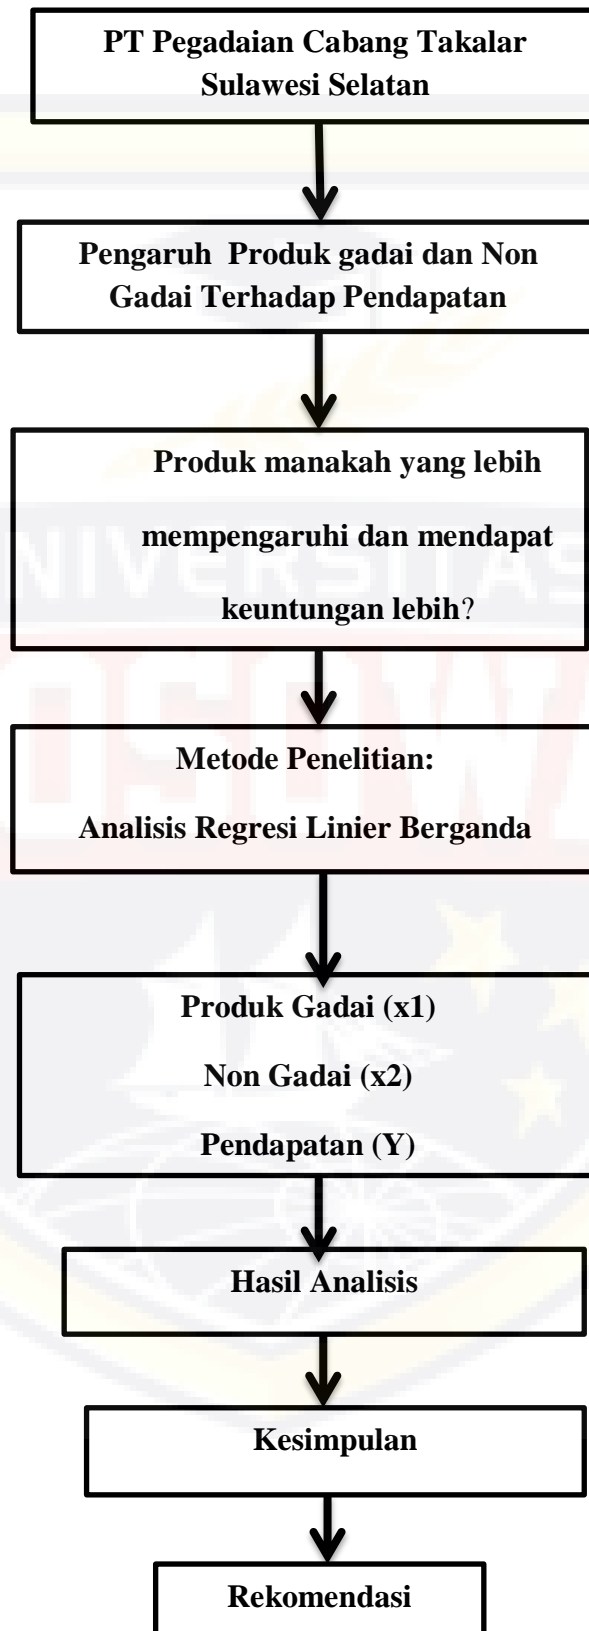 PT Pegadaian Cabang Takalar
Sulawesi Selatan
Pengaruh Produk gadai dan Non
Gadai Terhadap Pendapatan
Produk manakah yang lebih
mempengaruhi dan mendapat
keuntungan lebih?
Metode Penelitian:
Analisis Regresi Linier Berganda
Produk Gadai (x1)
Non Gadai (x2)
Pendapatan (Y)
Hasil Analisis
Kesimpulan
Rekomendasi
NIVERSITAS
OSOWA